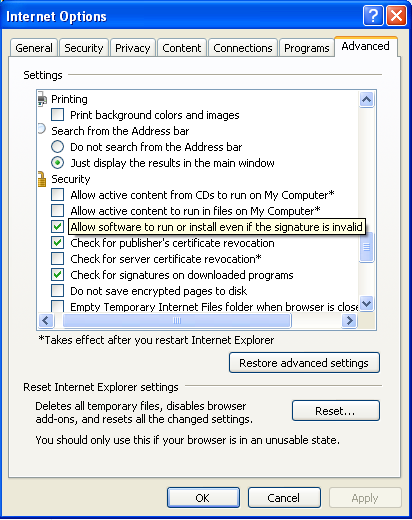 Internet Options
General Security Privacy Content Connections Programs Advanced
Settings
Printing
Print background colors and images
Search from the Address bar
Do not search from the Address bar
Just display the results in the main window
Security
Allow active content from CDs to run on My Computer*
Allow active content to run in files on My Computer*
Allow software to run or install even if the signature is invalid
Check for publisher's certificate revocation
Check for server certificate revocation*
Check for signatures on downloaded programs
Do not save encrypted pages to disk
Empty Temporary Internet Files folder when browser is close
*Takes effect after you restart Internet Explorer
Restore advanced settings
Reset Internet Explorer settings
Deletes all temporary files, disables browser
add-ons, and resets all the changed settings.
Reset...
You should only use this if your browser is in an unusable state.
OK Cancel Apply